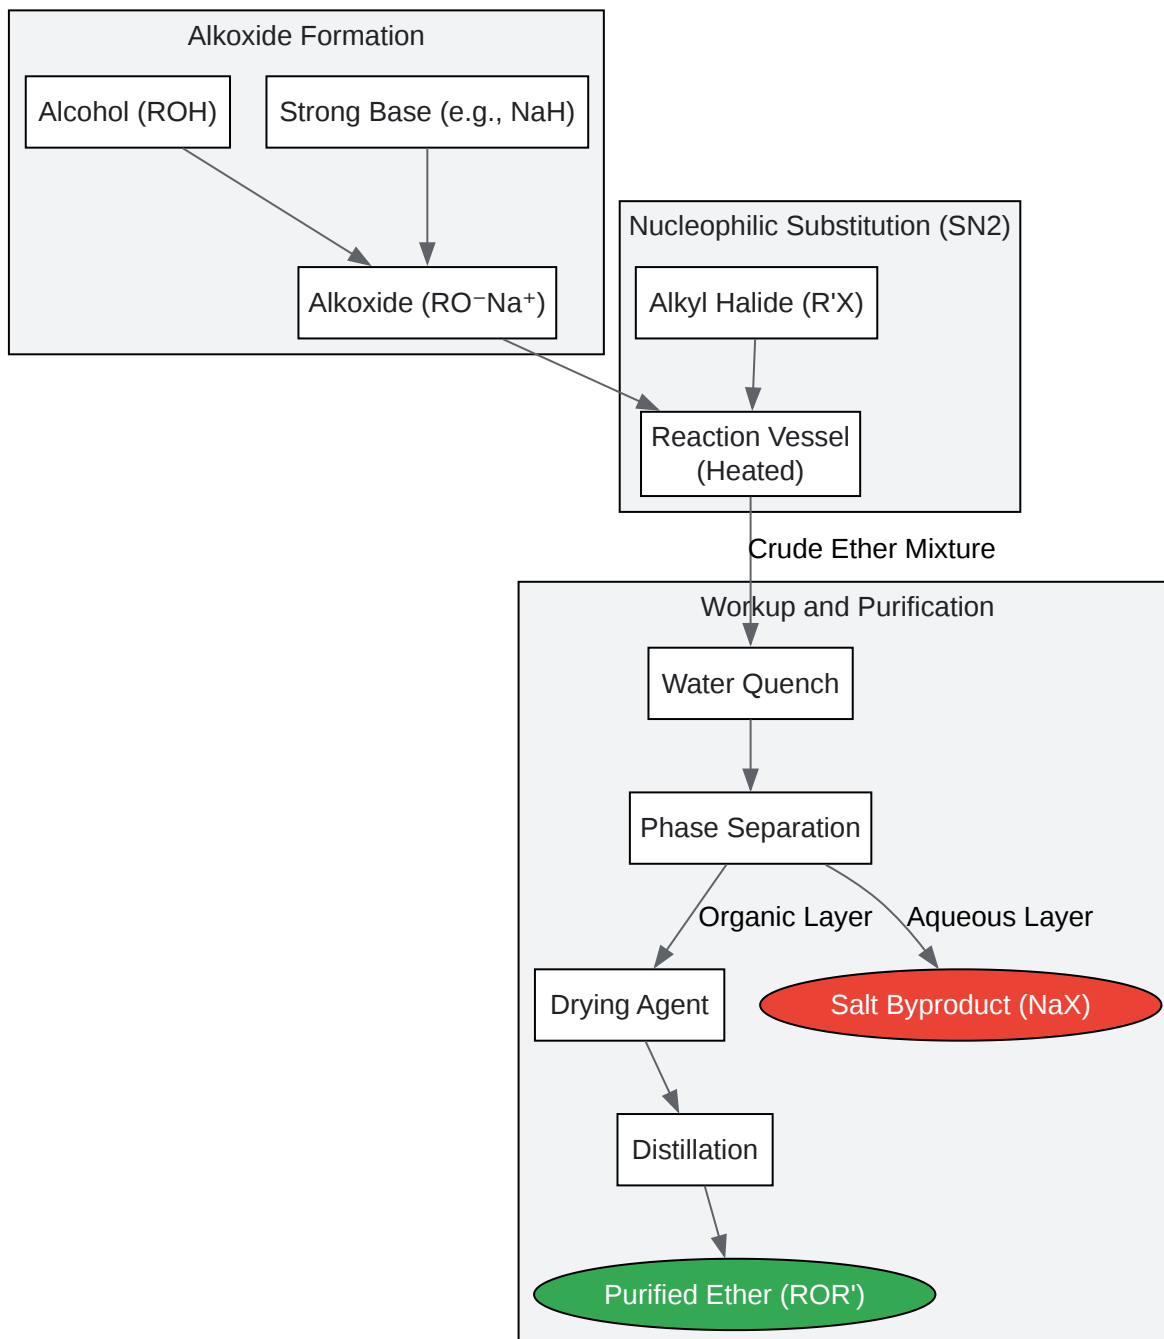 Alkoxide Formation
Alcohol (ROH)
Strong Base (e.g., NaH)
Alkoxide (RO⁻Na⁺)
Nucleophilic Substitution (SN2)
Alkyl Halide (R'X)
Reaction Vessel
(Heated)
Crude Ether Mixture
Workup and Purification
Water Quench
Phase Separation
Organic Layer
Aqueous Layer
Drying Agent
Salt Byproduct (NaX)
Distillation
Purified Ether (ROR')